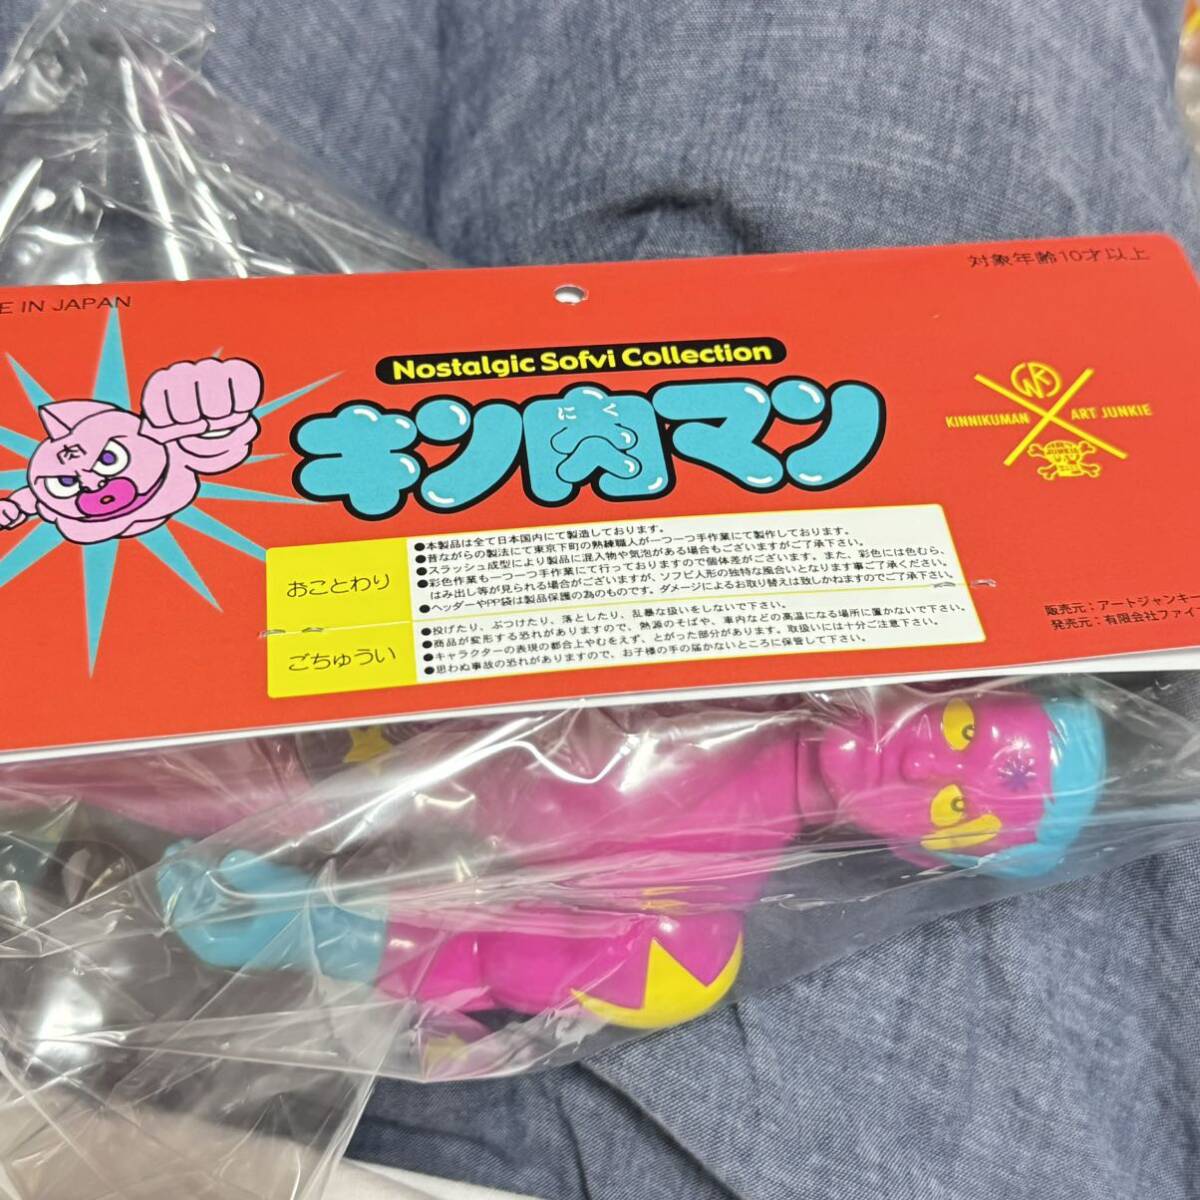 E IN JAPAN
対象年齢10才以上
Nostalgic Sofvi Collection
キン肉マン
にく
肉
KINNIKUMAN
ART JUNKIE
おことわり
●本製品は全て日本国内にて製造しております。
●昔ながらの製法にて東京下町の熟練職人が一つ一つ手作業にて製作しております。
●スラッシュ成型により製品に混入物や気泡がある場合もございますがご了承下さい。
●彩色作業も一つ一つ手作業にて行っておりますので個体差がございます。また、彩色には色むら、
はみ出し等が見られる場合がございますが、ソフビ人形の独特な風合いとなります事ご了承ください。
●ヘッダーやPP袋は製品保護の為のものです。ダメージによるお取り替えは致しかねますのでご了承下さい。
ごちゅうい
●投げたり、ぶつけたり、落としたり、乱暴な扱いをしないで下さい。
●商品が変形する恐れがありますので、熱源のそばや、車内などの高温になる場所に置かないで下さい。
●キャラクターの表現の都合上やむをえず、とがった部分があります。取扱いには十分ご注意下さい。
●思わぬ事故の恐れがありますので、お子様の手の届かないところに保管して下さい。
販売元：アートジャンキー
発売元：有限会社ファイ